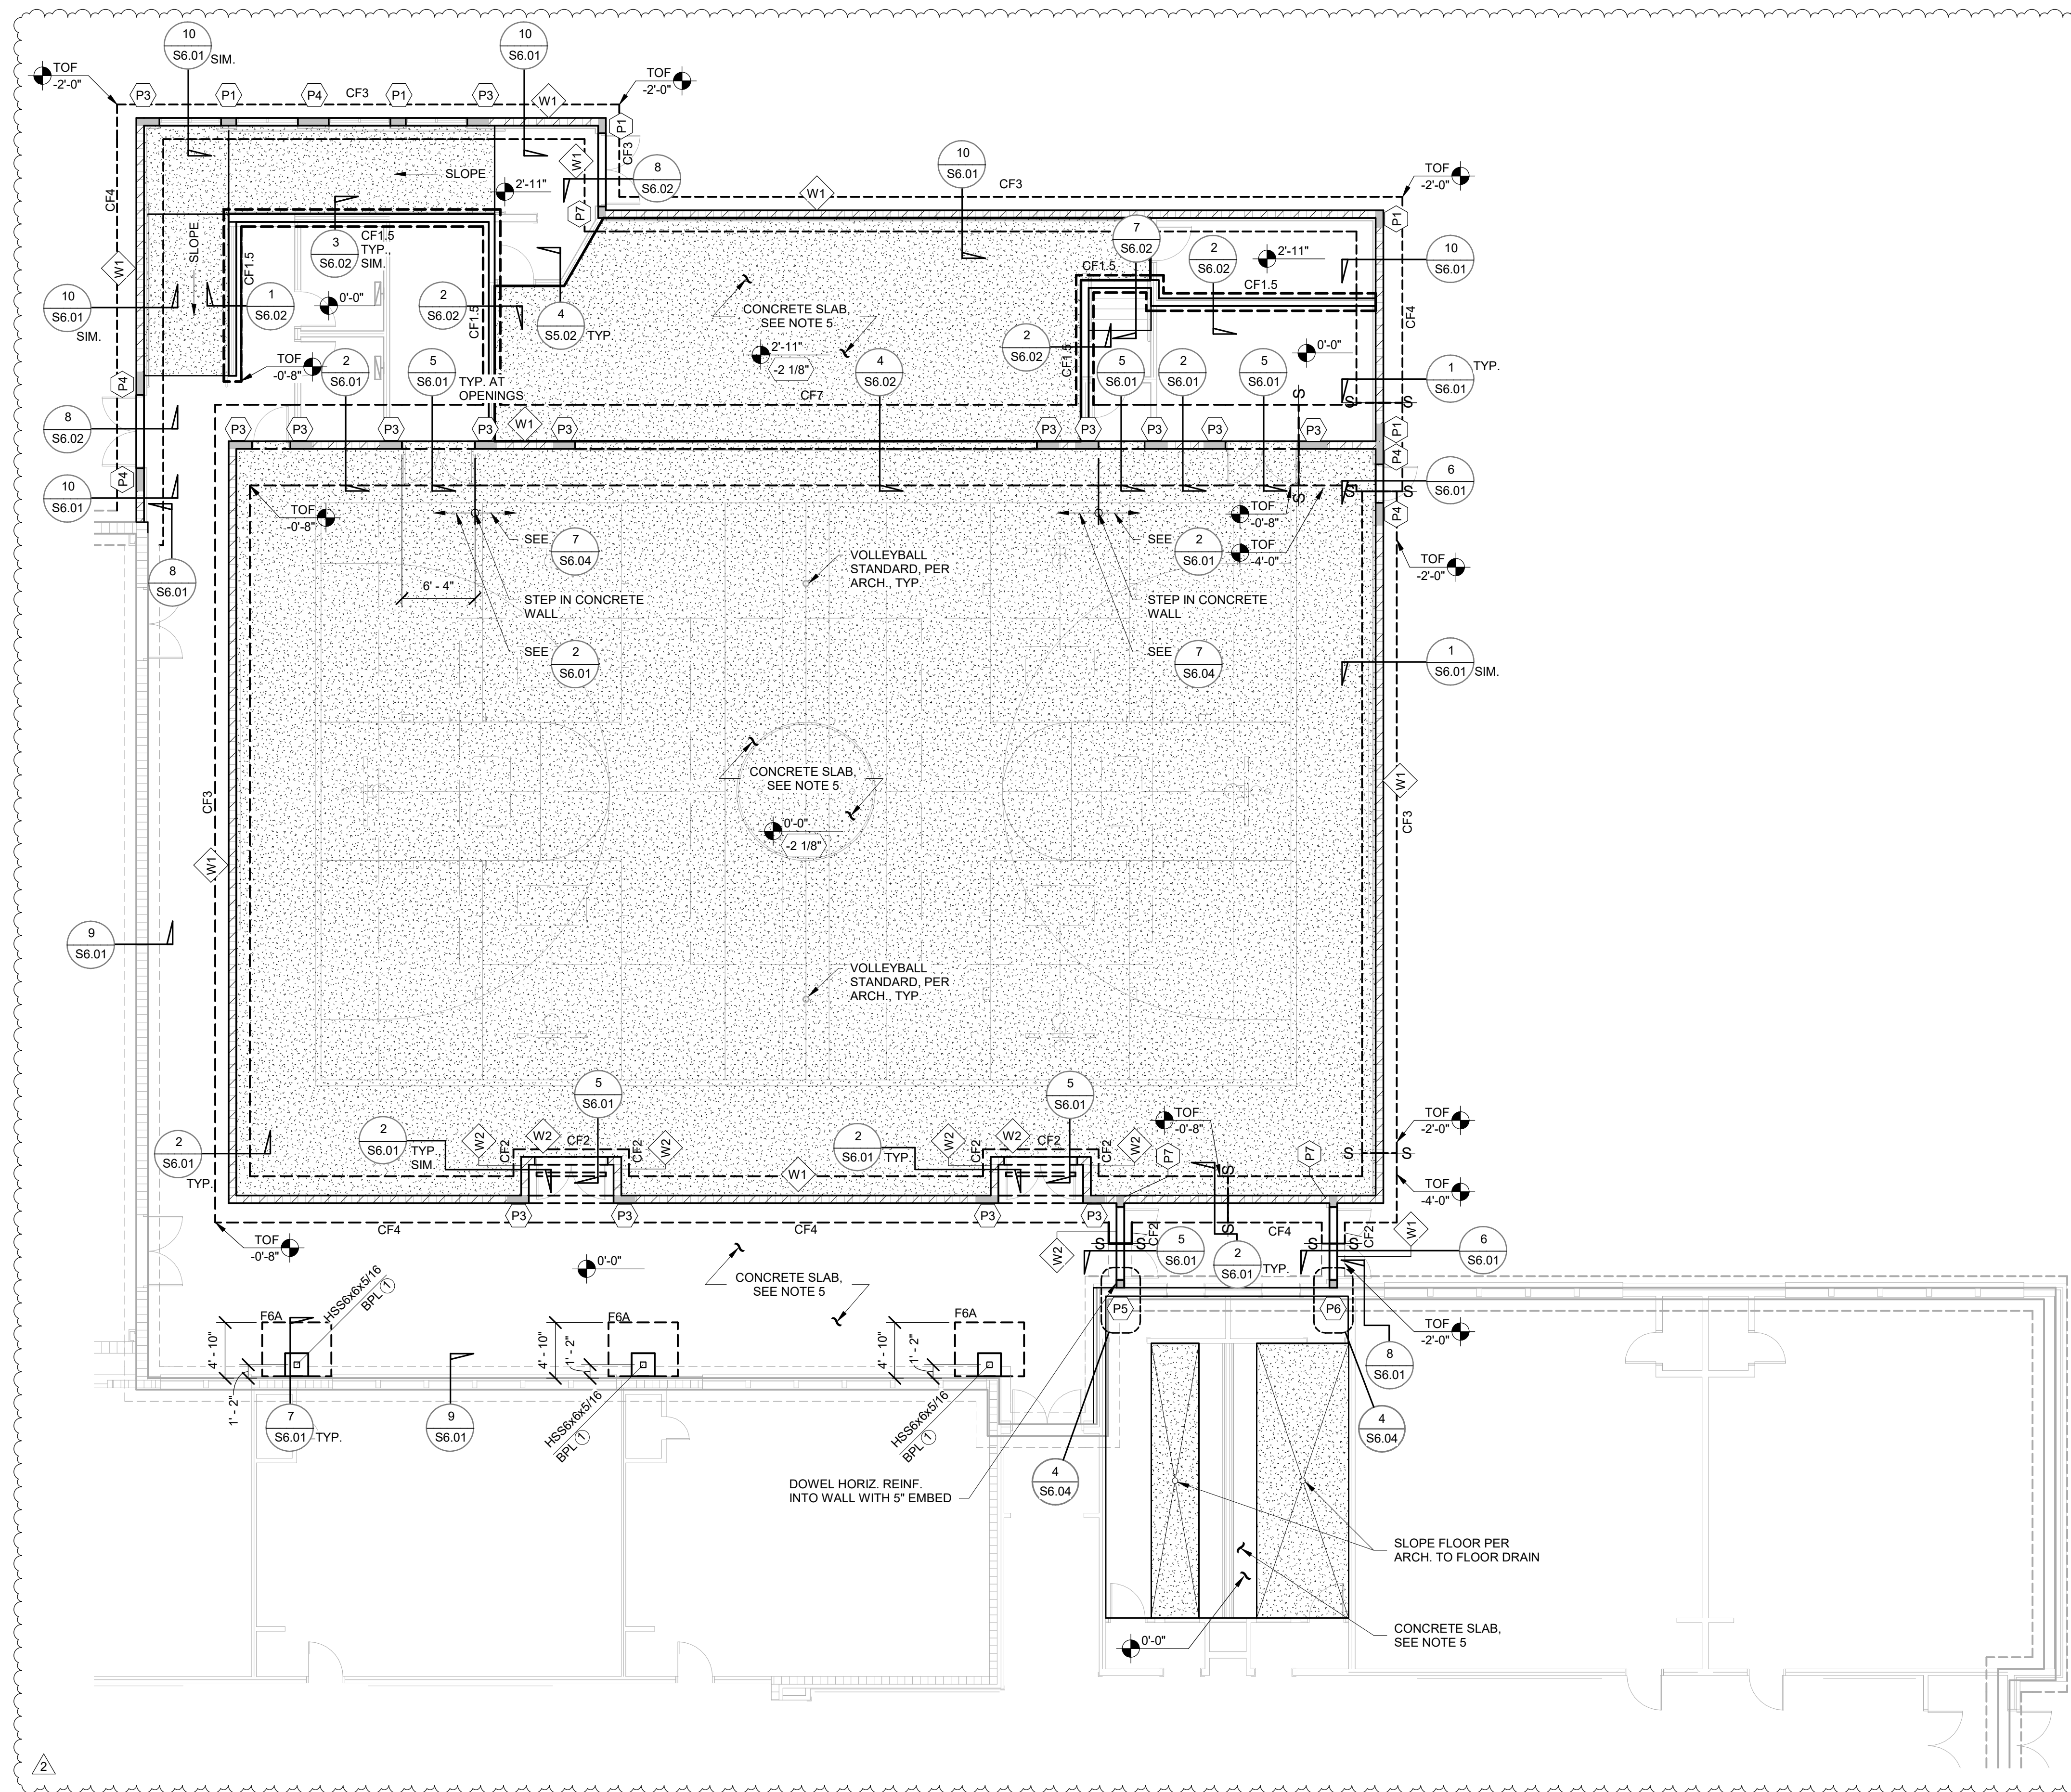 10
S6.01 SIM.
10
S6.01
TOF
-2'-0"
TOF
-2'-0"
P3
P1
P4
CF3
P1
P3
W1
P1
CF3
W1
8
S6.02
10
S6.01
CF3
W1
TOF
-2'-0"
P1
SLOPE
2'-11"
P7
CF4
W1
SLOPE
3
S6.02
CF1.5
TYP.,
SIM.
CF1.5
7
S6.02
2
S6.02
2'-11"
10
S6.01
CF1.5
CF1.5
CF4
10
S6.01
SIM.
1
S6.02
0'-0"
2
S6.02
CF1.5
4
S5.02 TYP
CONCRETE SLAB,
SEE NOTE 5
2'-11"
-2 1/8"
2
S6.02
CF1.5
0'-0"
TOF
-0'-8"
2
S6.01
5
S6.01
TYP. AT
OPENINGS
4
S6.02
5
S6.01
2
S6.01
5
S6.01
1
S6.01
TYP.
S
S
S
P4
CF7
8
S6.02
P3
P3
P3
P3
W1
P3
P3
P3
P3
P3
P3
P1
P4
P4
10
S6.01
6
S6.01
S
S
S
P4
TOF
-0'-8"
SEE
7
S6.04
SEE
2
S6.01
TOF
-0'-8"
TOF
-4'-0"
TOF
-2'-0"
8
S6.01
6' - 4"
VOLLEYBALL
STANDARD, PER
ARCH., TYP.
STEP IN CONCRETE
WALL
STEP IN CONCRETE
WALL
SEE
2
S6.01
SEE
7
S6.04
1
S6.01 SIM.
CONCRETE SLAB,
SEE NOTE 5
0'-0"
-2 1/8"
CF3
W1
W1
CF3
9
S6.01
VOLLEYBALL
STANDARD, PER
ARCH., TYP.
5
S6.01
5
S6.01
2
S6.01
TYP.
2
S6.01
TYP.,
SIM.
W2
CF2
W2
CF2
CF2
W2
W1
2
S6.01
TYP.
W2
CF2
W2
CF2
CF2
W2
TOF
-0'-8"
P7
P7
S
S
TOF
-2'-0"
TOF
-4'-0"
P3
P3
P3
P3
CF4
CF4
CF4
S
S
S
CF2
W2
5
S6.01
2
S6.01
TYP.
S
S
CF2
W1
6
S6.01
TOF
-0'-8"
0'-0"
CONCRETE SLAB,
SEE NOTE 5
F6A
HSS6x6x5/16
BPL 1
4' - 10"
1' - 2"
F6A
4' - 10"
1' - 2"
HSS6x6x5/16
BPL 1
F6A
4' - 10"
1' - 2"
HSS6x6x5/16
BPL 1
P5
P6
TOF
-2'-0"
8
S6.01
7
S6.01 TYP.
9
S6.01
4
S6.04
4
S6.04
DOWEL HORIZ. REINF.
INTO WALL WITH 5" EMBED
SLOPE FLOOR PER
ARCH. TO FLOOR DRAIN
CONCRETE SLAB,
SEE NOTE 5
0'-0"
2